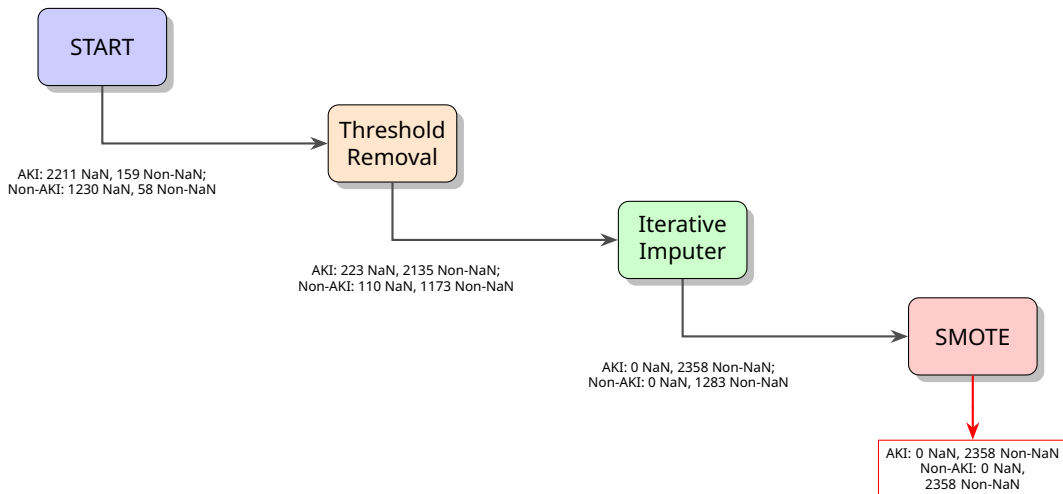 START
Threshold
Removal
AKI: 2211 NaN, 159 Non-NaN;
Non-AKI: 1230 NaN, 58 Non-NaN
Iterative
Imputer
AKI: 223 NaN, 2135 Non-NaN;
Non-AKI: 110 NaN, 1173 Non-NaN
SMOTE
AKI: 0 NaN, 2358 Non-NaN;
Non-AKI: 0 NaN, 1283 Non-NaN
AKI: 0 NaN, 2358 Non-NaN
Non-AKI: 0 NaN,
2358 Non-NaN